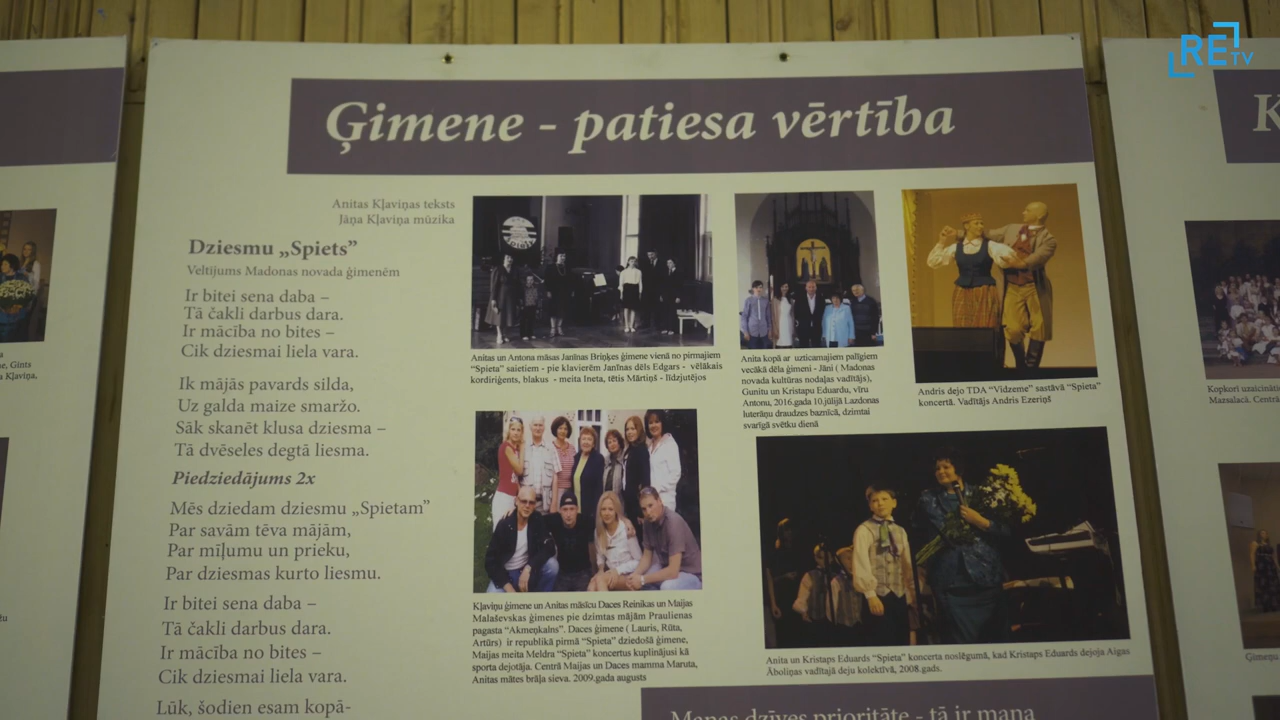 RE TV
Ģimene - patiesa vērtība
K
Anitas Kļaviņas teksts
Jāņa Kļaviņa mūzika
Dziesmu „Spiets”
Veltījums Madonas novada ģimenēm
Ir bitei sena daba –
Tā čakli darbus dara.
Ir mācība no bites –
Cik dziesmai liela vara.
Ik mājās pavards silda,
Uz galda maize smaržo.
Sāk skanēt klusa dziesma –
Tā dvēseles degtā liesma.
Piedziedājums 2x
Mēs dziedam dziesmu „Spietam”
Par savām tēva mājām,
Par mīļumu un prieku,
Par dziesmas kurto liesmu.
Ir bitei sena daba –
Tā čakli darbus dara.
Ir mācība no bites –
Cik dziesmai liela vara.
Lūk, šodien esam kopā-
Anitas un Antona māsas Janīnas Briņķes ģimene vienā no pirmajiem
“Spieta” saietiem - pie klavierēm Janīnas dēls Edgars - vēlākais
kordiriģents, blakus - meita Ineta, tētis Mārtiņš - līdzjutējos
Anita kopā ar uzticamajiem palīgiem
vecākā dēla ģimeni - Jāni ( Madonas
novada kultūras nodaļas vadītājs),
Gunitu un Kristapu Eduardu, vīru
Antonu, 2016.gada 10.jūlijā Lazdonas
luterāņu draudzes baznīcā, dzimtai
svarīgā svētku dienā
Andris dejo TDA “Vidzeme” sastāvā “Spieta”
koncertā. Vadītājs Andris Ezeriņš
Kļaviņu ģimene un Anitas māsīcu Daces Reinikas un Maijas
Malaševskas ģimenes pie dzimtas mājām Praulienas
pagasta “Akmeņkalns”. Daces ģimene ( Lauris, Rūta,
Artūrs) ir republikā pirmā “Spieta” dziedošā ģimene,
Maijas meita Meldra “Spieta” koncertus kuplinājusi kā
sporta dejotāja. Centrā Maijas un Daces mamma Maruta,
Anitas mātes brāļa sieva. 2009.gada augusts
Anita un Kristaps Eduards “Spieta” koncerta noslēgumā, kad Kristaps Eduards dejoja Aigas
Āboliņas vadītajā deju kolektīvā, 2008.gads.
Manas dzīves prioritāte - tā ir mana
e, Gints
a Kļaviņa.
Kopkori uzaicināti
Mazsalacā. Centrā
Ģimeņu